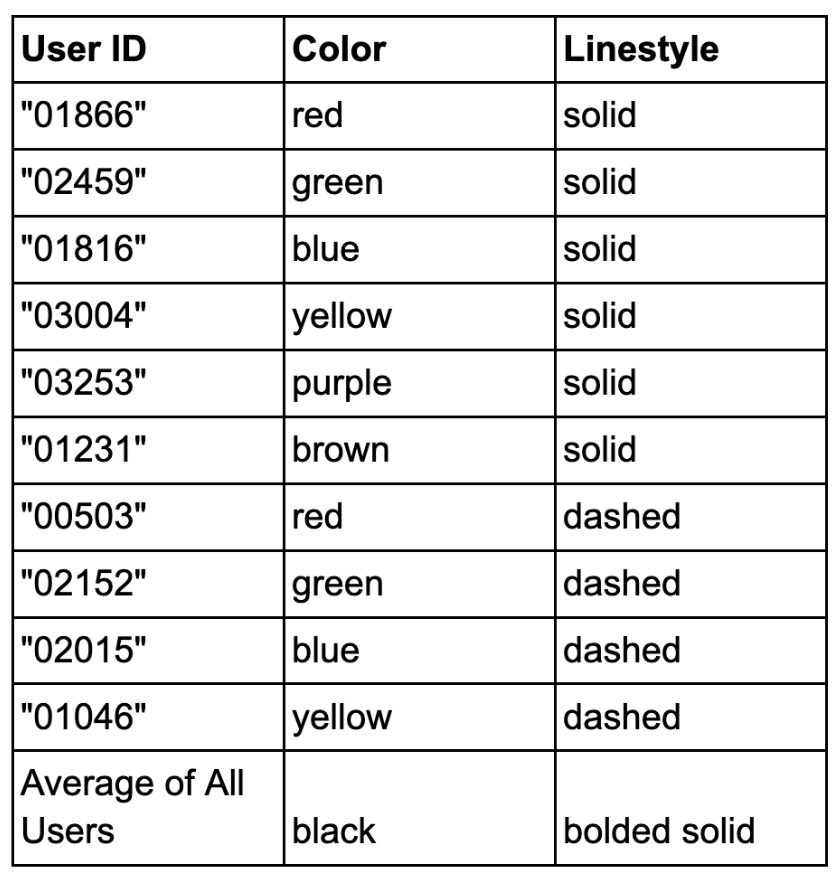 User ID Color Linestyle
"01866" red solid
"02459" green solid
"01816" blue solid
"03004" yellow solid
"03253" purple solid
"01231" brown solid
"00503" red dashed
"02152" green dashed
"02015" blue dashed
"01046" yellow dashed
Average of All
Users black bolded solid